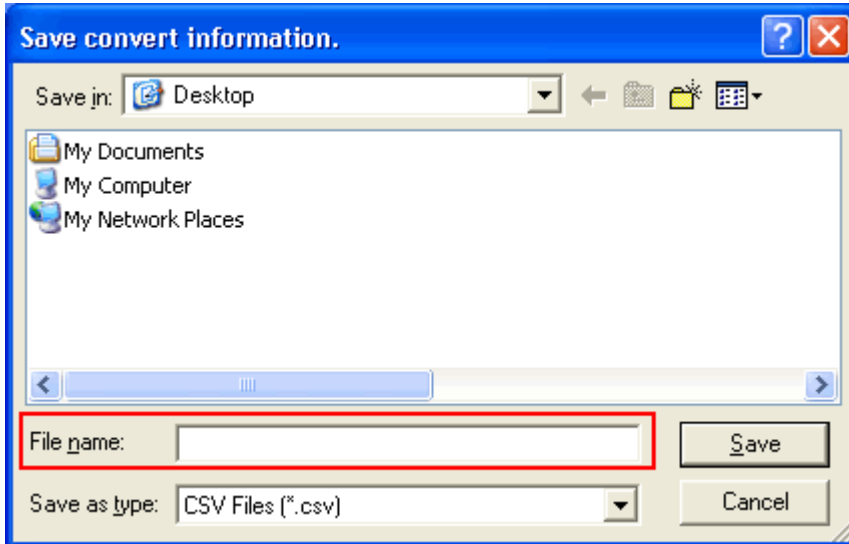 Save convert information.
Save in: Desktop
My Documents
My Computer
My Network Places
File name:
Save
Save as type: CSV Files (*.csv)
Cancel